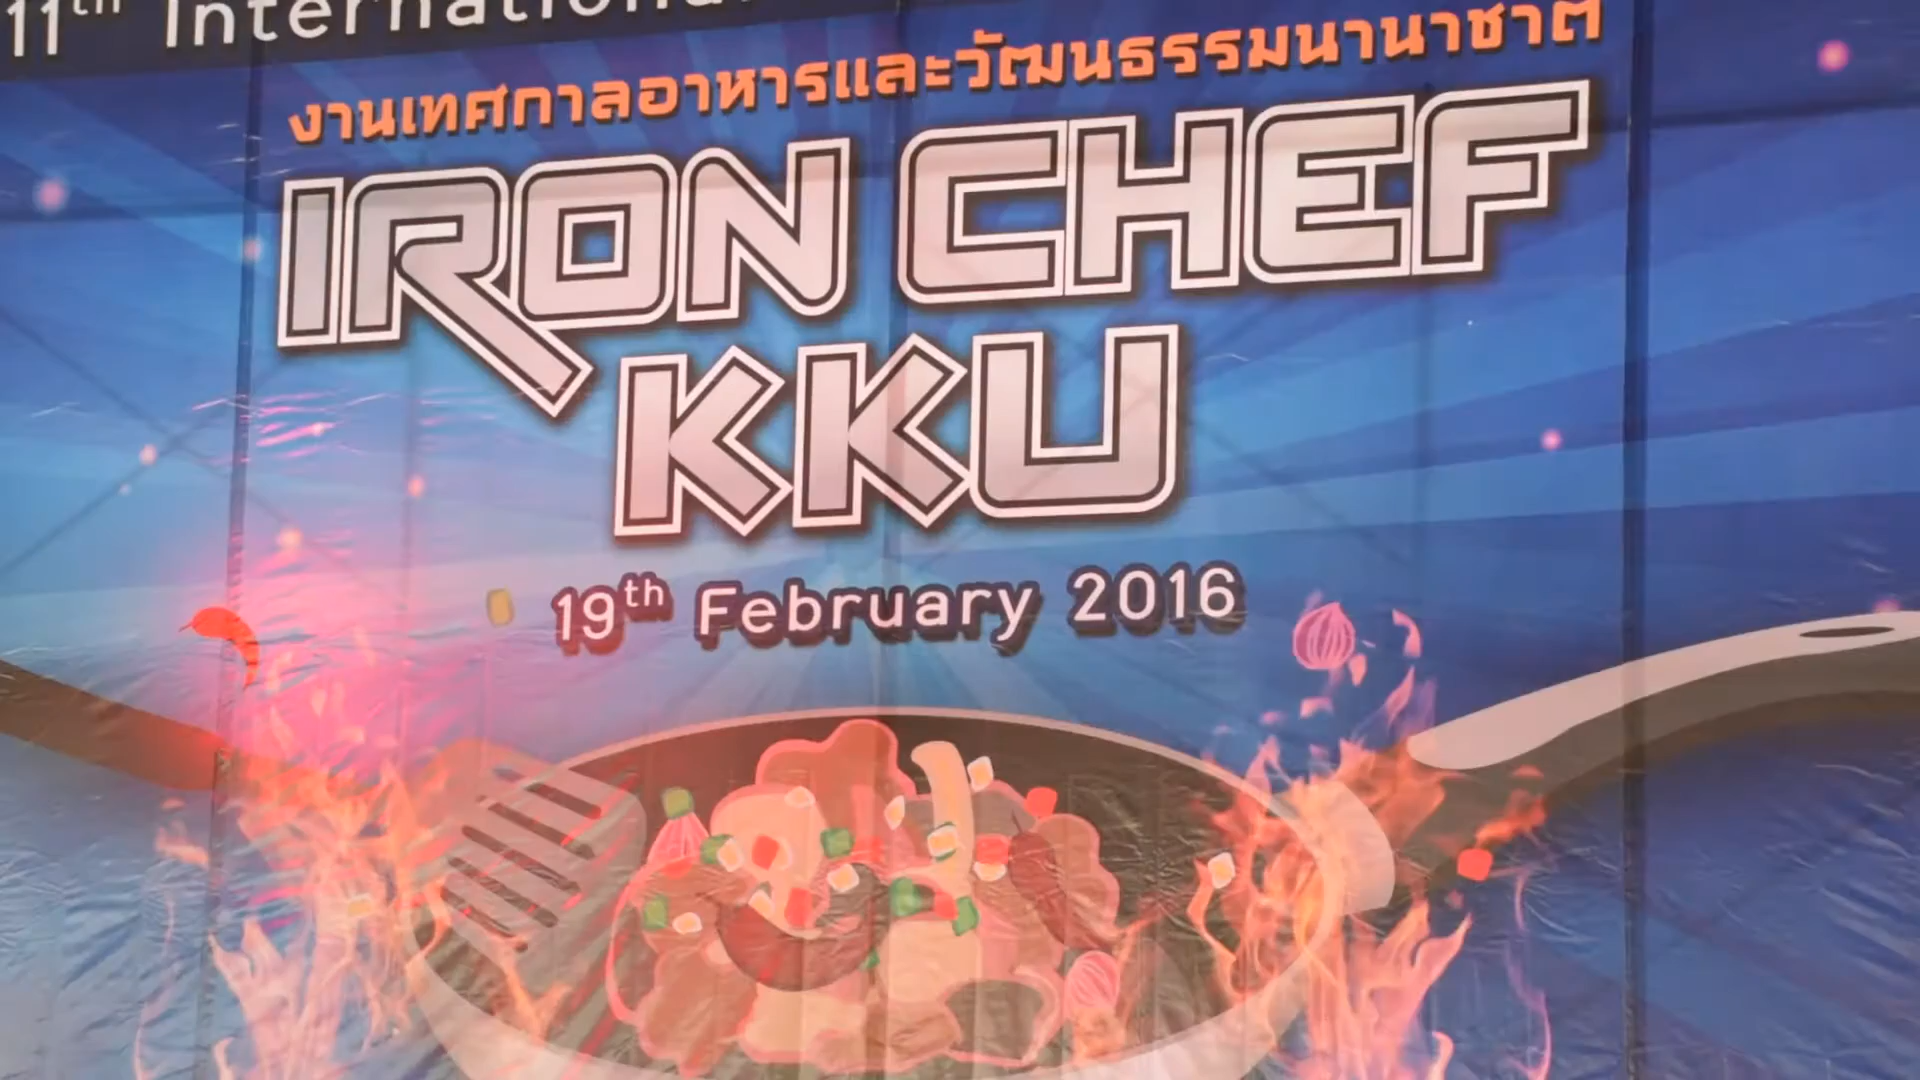 11th International
งานเทศกาลอาหารและวัฒนธรรมนานาชาติ
IRON CHEF
KKU
19th February 2016